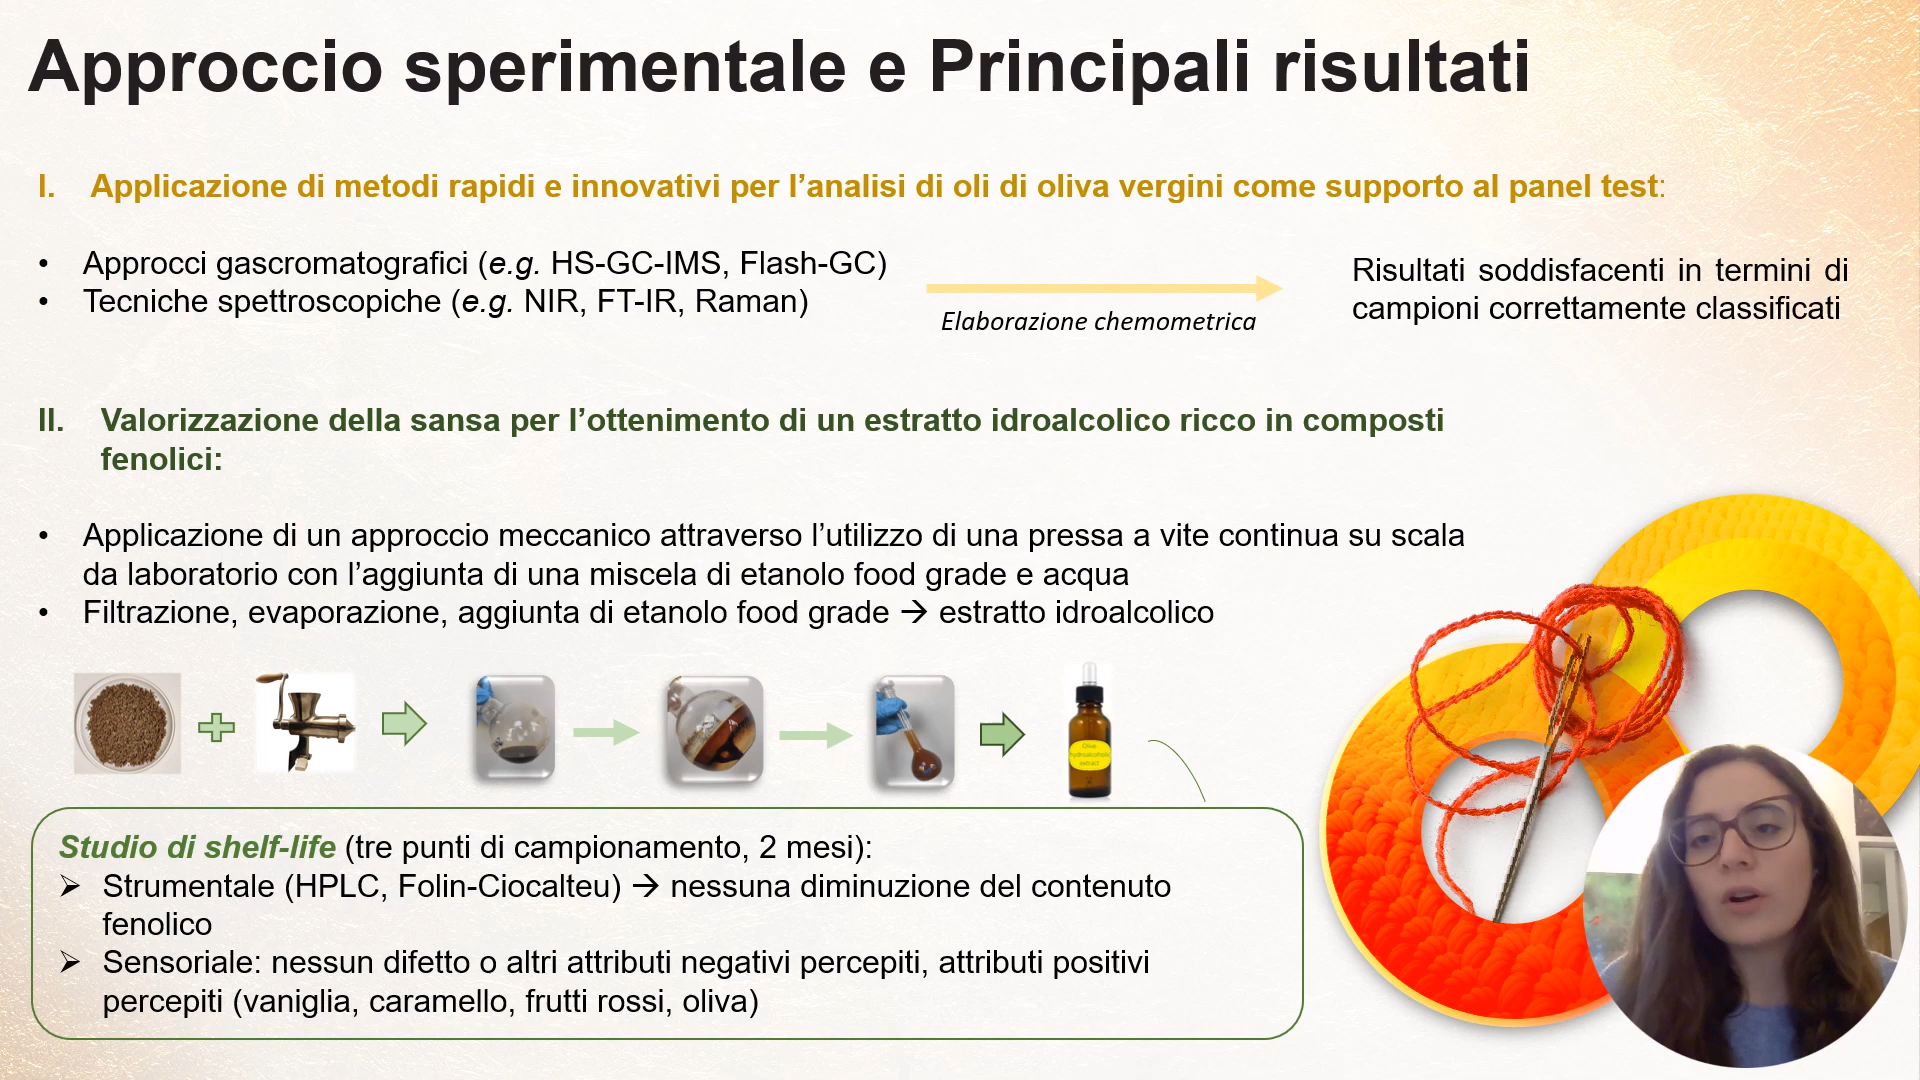 Approccio sperimentale e Principali risultati
I. Applicazione di metodi rapidi e innovativi per l’analisi di oli di oliva vergini come supporto al panel test:
• Approcci gascromatografici (e.g. HS-GC-IMS, Flash-GC)
• Tecniche spettroscopiche (e.g. NIR, FT-IR, Raman)
Elaborazione chemometrica
Risultati soddisfacenti in termini di
campioni correttamente classificati
II. Valorizzazione della sansa per l’ottenimento di un estratto idroalcolico ricco in composti
fenolici:
• Applicazione di un approccio meccanico attraverso l’utilizzo di una pressa a vite continua su scala
da laboratorio con l’aggiunta di una miscela di etanolo food grade e acqua
• Filtrazione, evaporazione, aggiunta di etanolo food grade → estratto idroalcolico
Olive
hydroalcoholic
extract
Studio di shelf-life (tre punti di campionamento, 2 mesi):
➢ Strumentale (HPLC, Folin-Ciocalteu) → nessuna diminuzione del contenuto
fenolico
➢ Sensoriale: nessun difetto o altri attributi negativi percepiti, attributi positivi
percepiti (vaniglia, caramello, frutti rossi, oliva)